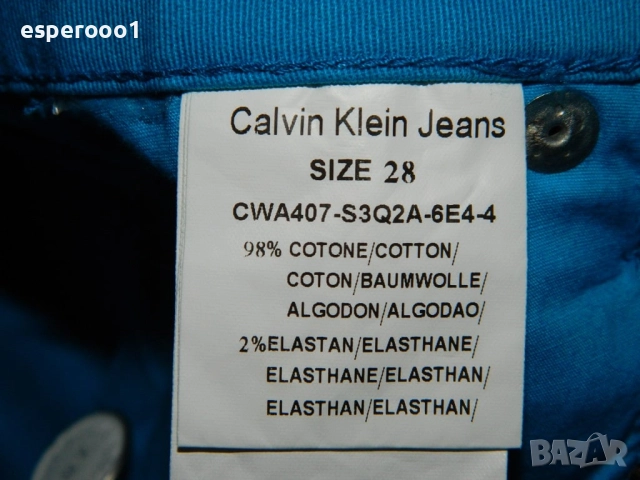 esperooo1
Calvin Klein Jeans
SIZE 28
CWA407-S3Q2A-6E4-4
98% COTONE/COTTON/
COTON/BAUMWOLLE/
ALGODON/ALGODAO/
2%ELASTAN/ELASTHANE/
ELASTHANE/ELASTHAN/
ELASTHAN/ELASTHAN/
BAZAR